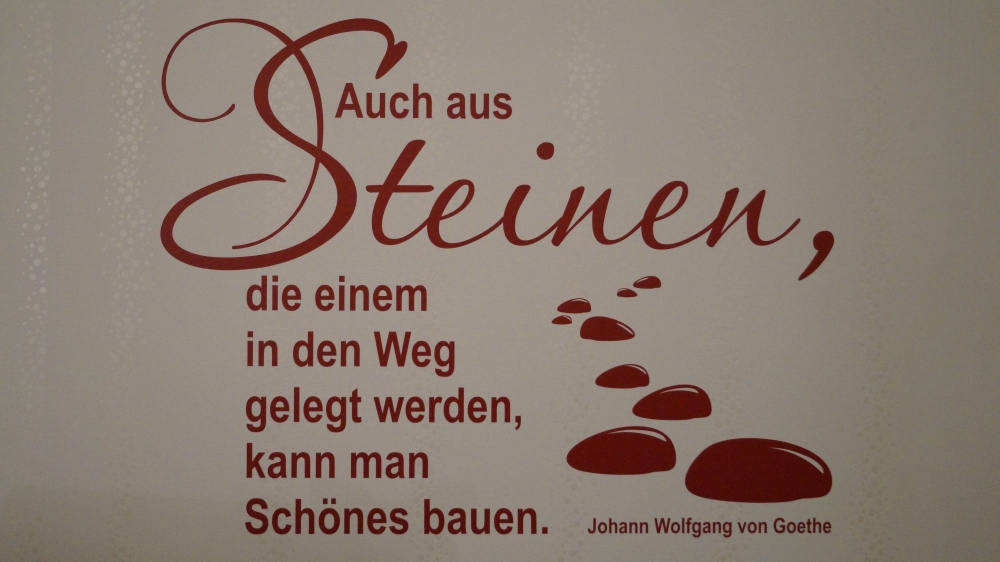 Auch aus
Steinen,
die einem
in den Weg
gelegt werden,
kann man
Schönes bauen.
Johann Wolfgang von Goethe